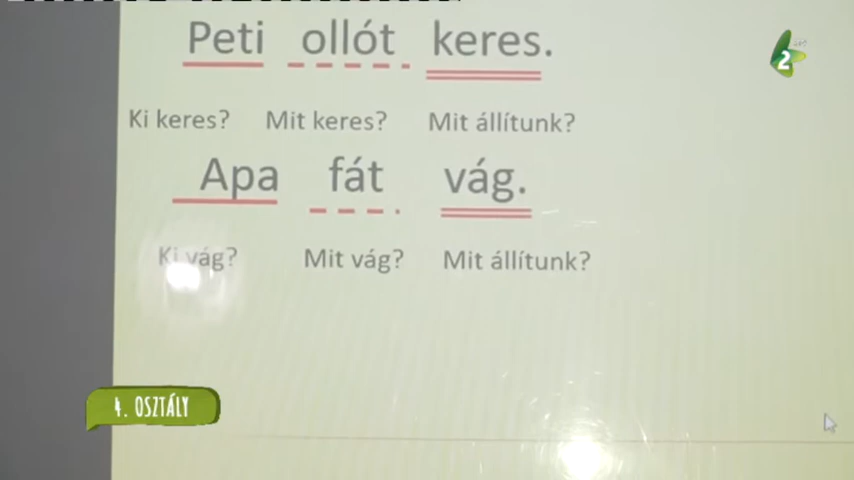 Peti ollót keres.
Ki keres? Mit keres? Mit állítunk?
Apa fát vág.
Ki vág? Mit vág? Mit állítunk?
4. OSZTÁLY
2